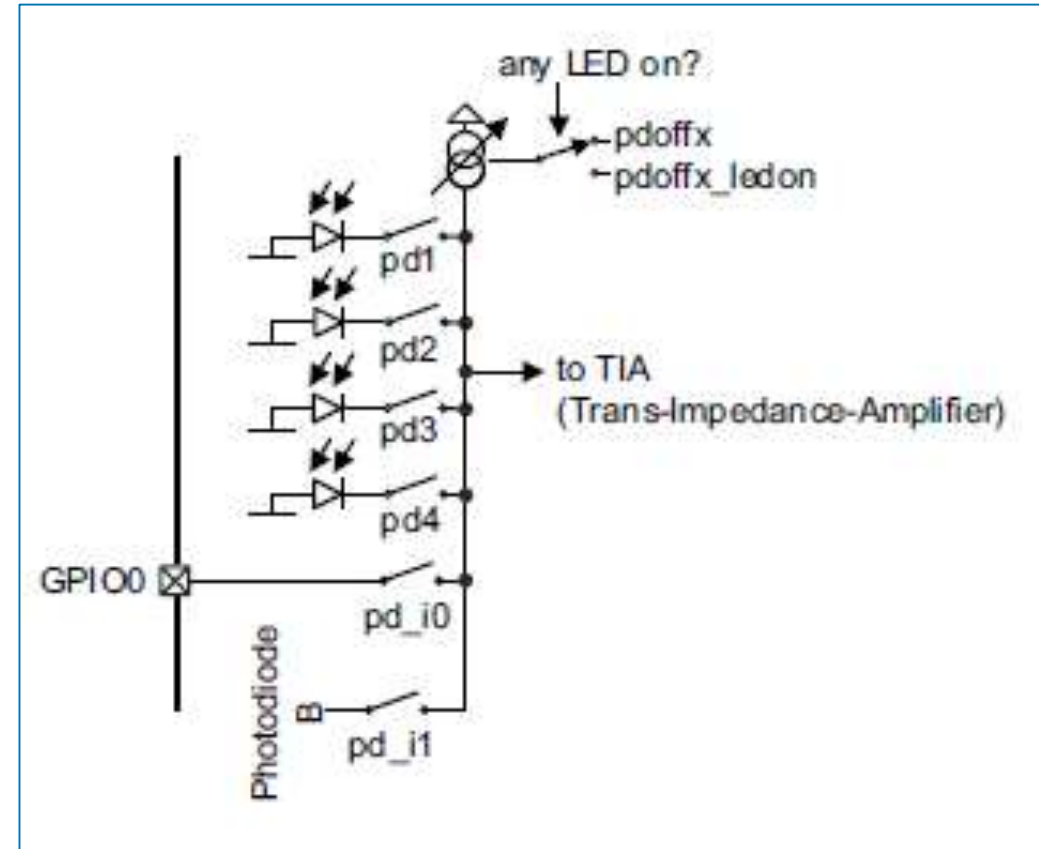 any LED on?
pdoffx
pdoffx_ledon
pd1
pd2
to TIA
(Trans-Impedance-Amplifier)
pd3
pd4
GPIO0
pd_i0
Photodiode
B
pd_i1